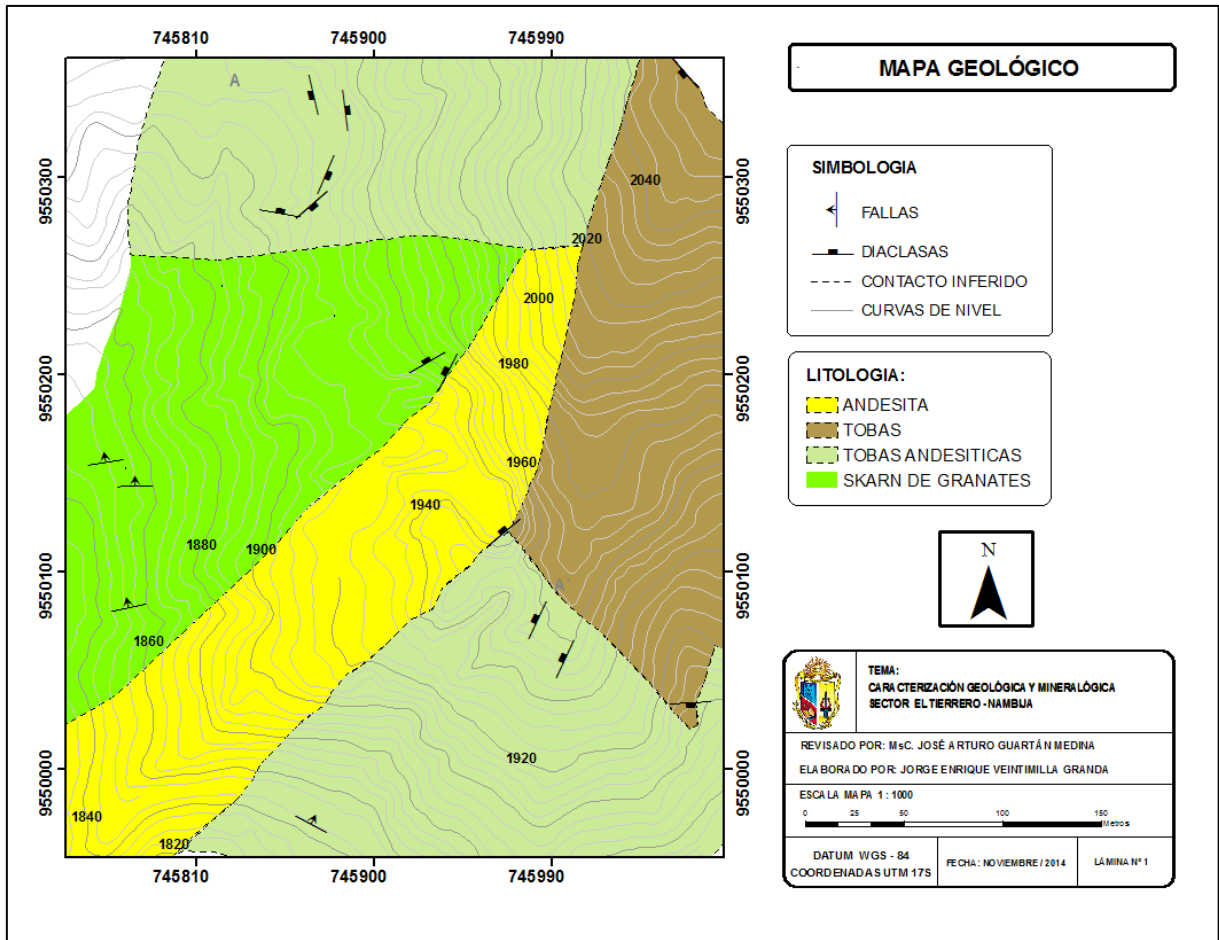 745810
745900
745990
MAPA GEOLÓGICO
A
9550300
9550300
2040
2020
2000
1980
9550200
9550200
1960
1940
1880
1900
9550100
9550100
A'
1860
1920
9550000
9550000
1840
1820
745810
745900
745990
SIMBOLOGIA
FALLAS
DIACLASAS
CONTACTO INFERIDO
CURVAS DE NIVEL
LITOLOGIA:
ANDESITA
TOBAS
TOBAS ANDESITICAS
SKARN DE GRANATES
N
TEMA:
CARACTERIZACIÓN GEOLÓGICA Y MINERALÓGICA
SECTOR EL TIERRERO - NAMBIJA
REVISADO POR: MsC. JOSÉ ARTURO GUARTÁN MEDINA
ELABORADO POR: JORGE ENRIQUE VEINTIMILLA GRANDA
ESCALA MAPA 1 : 1000
0 25 50 100 150
Metros
DATUM WGS - 84
COORDENADAS UTM 17S
FECHA: NOVIEMBRE / 2014
LÁMINA Nº 1